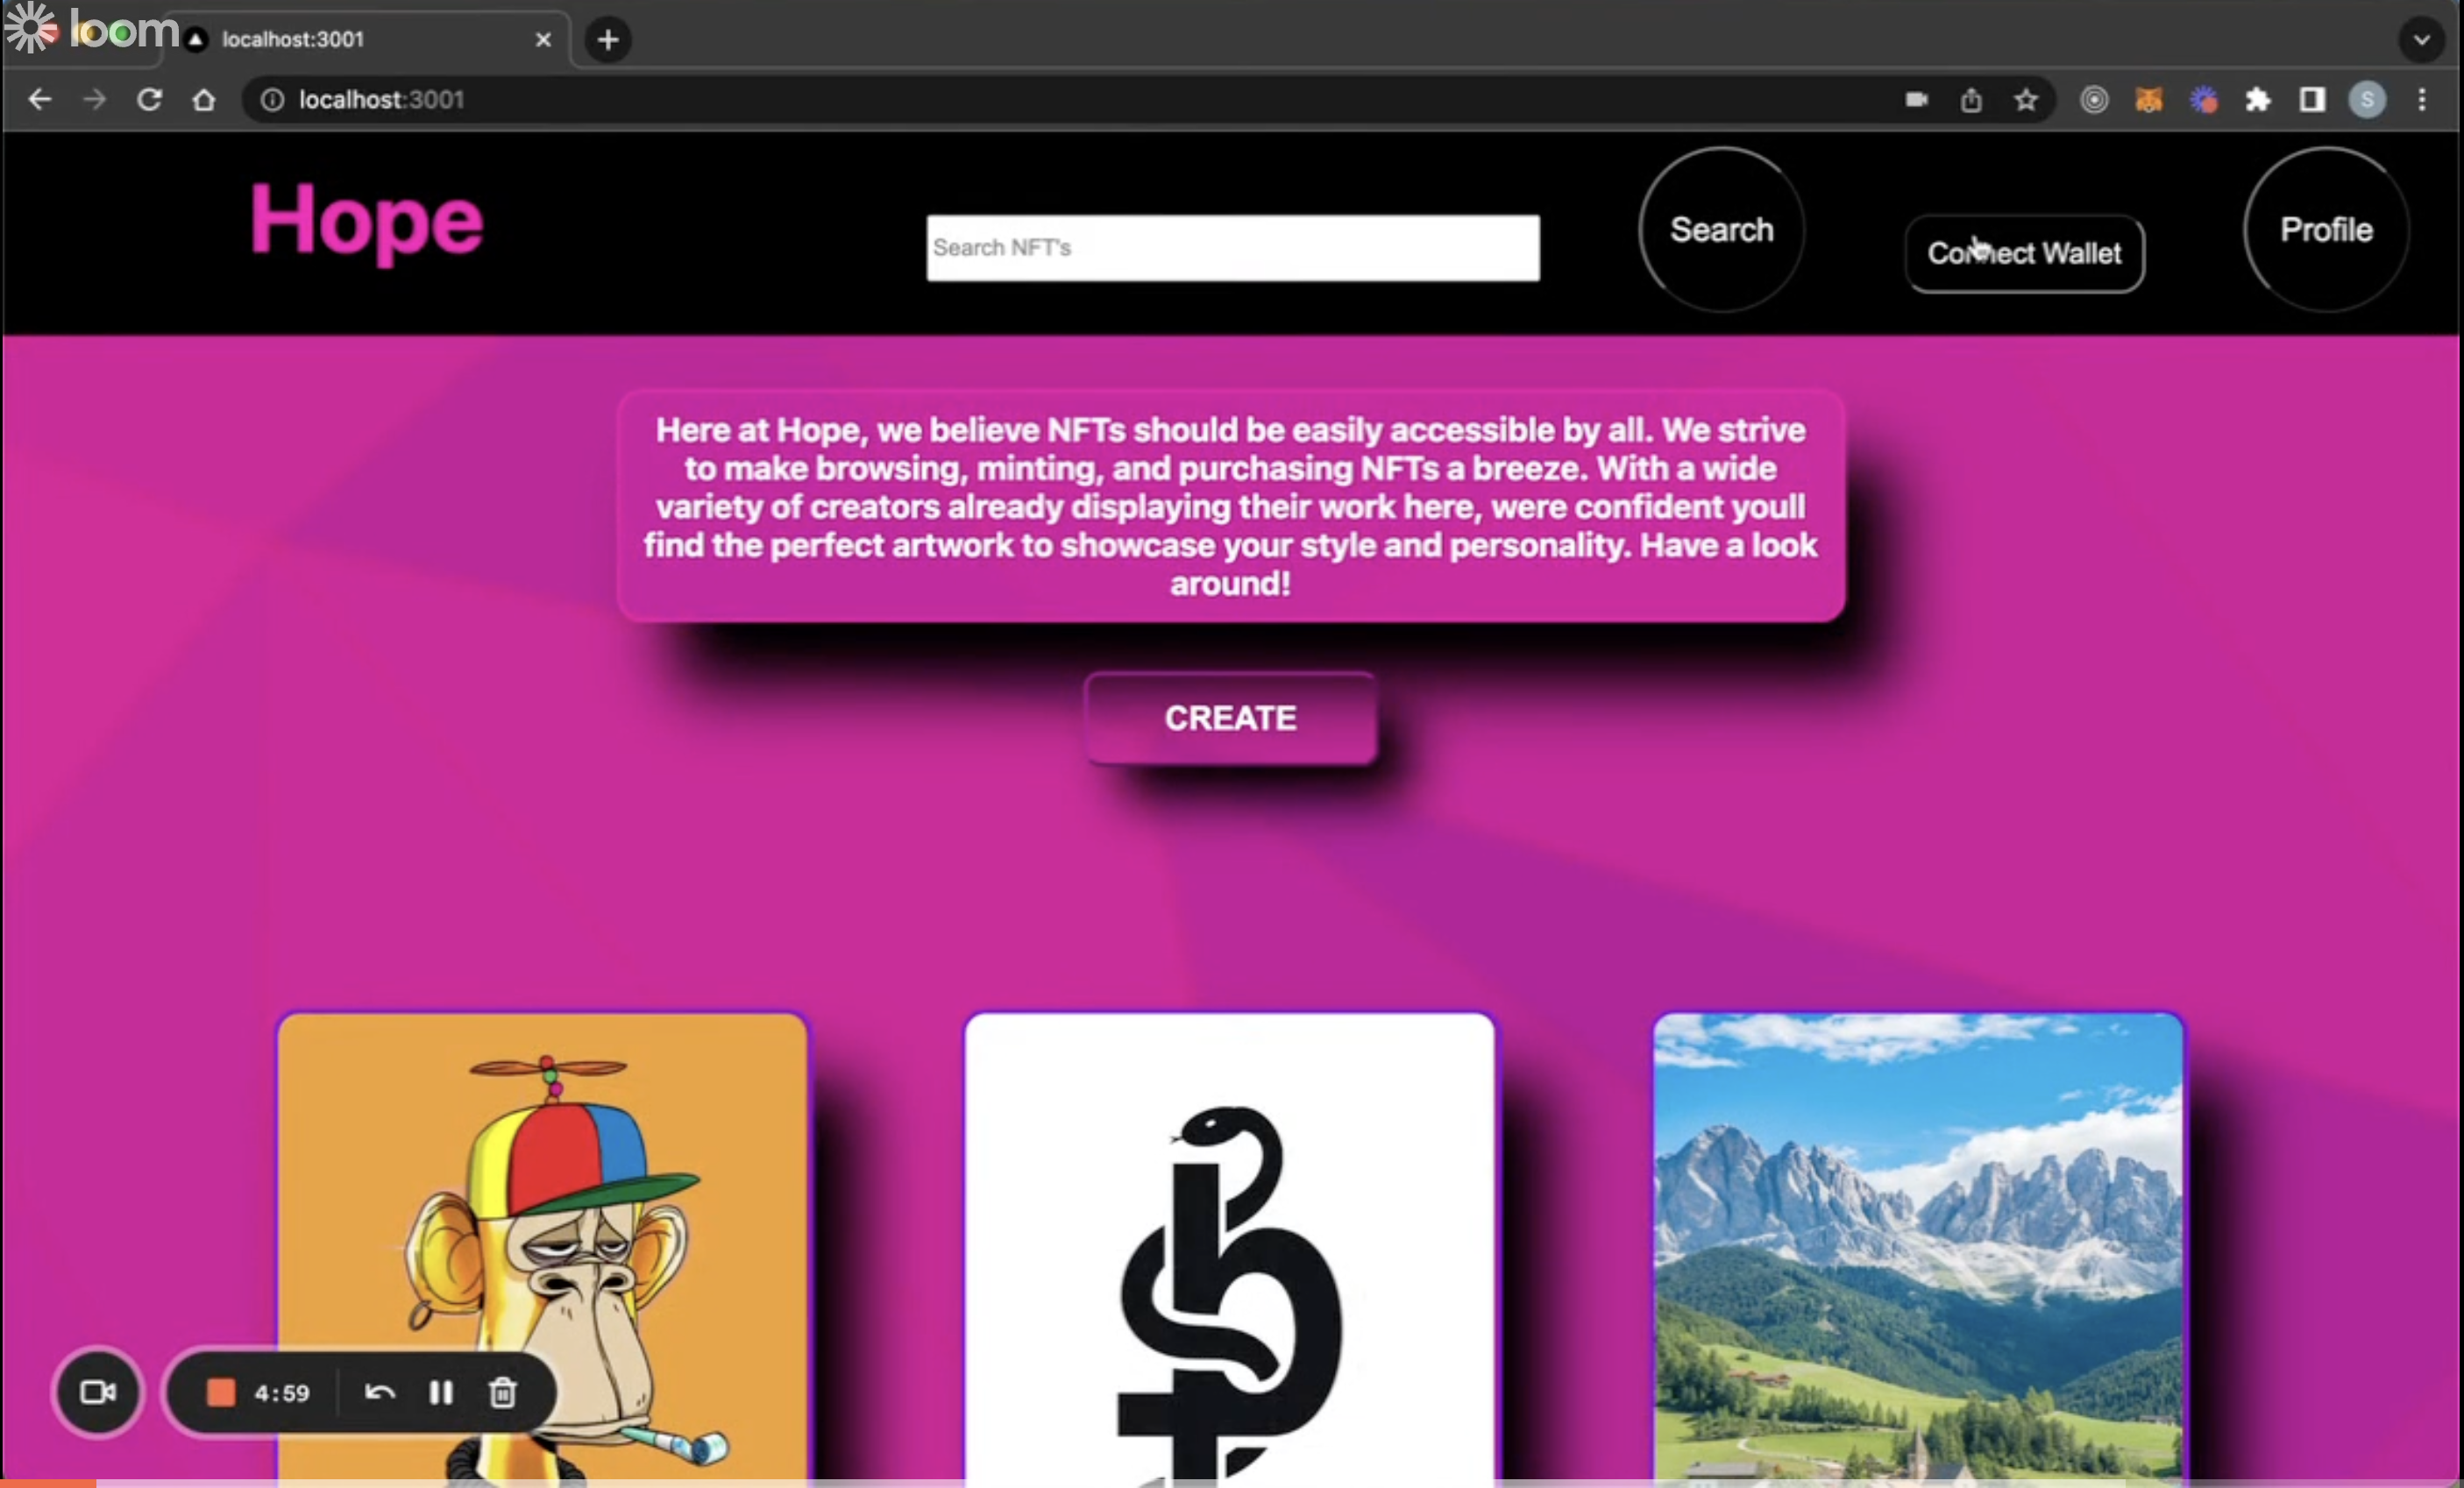 loom
localhost:3001
localhost:3001
S
Hope
Search NFT's
Search
Connect Wallet
Profile
Here at Hope, we believe NFTs should be easily accessible by all. We strive
to make browsing, minting, and purchasing NFTs a breeze. With a wide
variety of creators already displaying their work here, were confident youll
find the perfect artwork to showcase your style and personality. Have a look
around!
CREATE
4:59